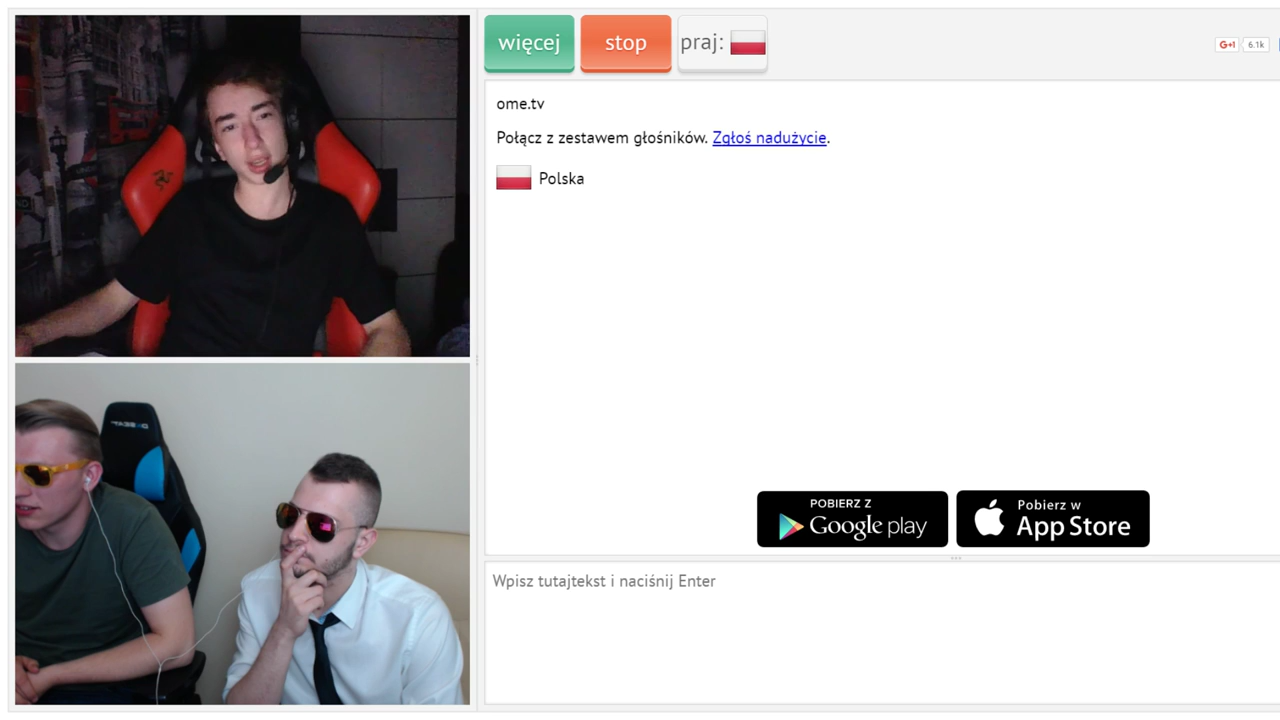 więcej
stop
praj:
G+1
6.1k
ome.tv
Połącz z zestawem głośników. Zgłoś nadużycie.
Polska
POBIERZ Z
Google play
Pobierz w
App Store
Wpisz tutajtekst i naciśnij Enter